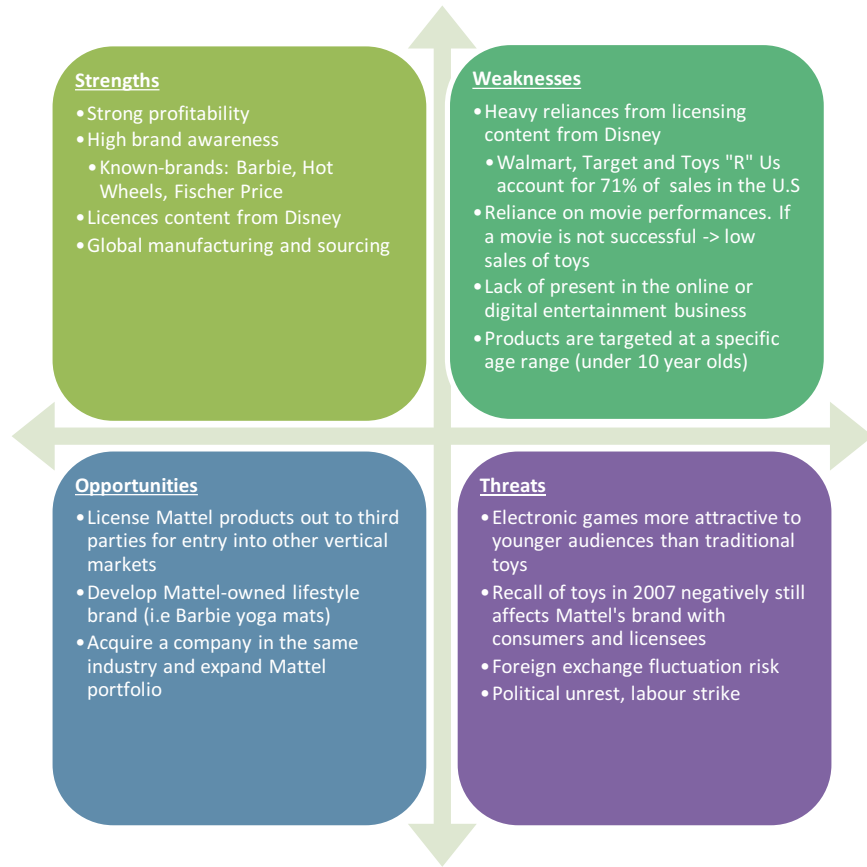 Strengths
•Strong profitability
•High brand awareness
•Known-brands: Barbie, Hot
Wheels, Fischer Price
•Licences content from Disney
•Global manufacturing and sourcing
Weaknesses
•Heavy reliances from licensing
content from Disney
•Walmart, Target and Toys "R" Us
account for 71% of sales in the U.S
•Reliance on movie performances. If
a movie is not successful -> low
sales of toys
•Lack of present in the online or
digital entertainment business
•Products are targeted at a specific
age range (under 10 year olds)
Opportunities
•License Mattel products out to third
parties for entry into other vertical
markets
•Develop Mattel-owned lifestyle
brand (i.e Barbie yoga mats)
•Acquire a company in the same
industry and expand Mattel
portfolio
Threats
•Electronic games more attractive to
younger audiences than traditional
toys
•Recall of toys in 2007 negatively still
affects Mattel's brand with
consumers and licensees
•Foreign exchange fluctuation risk
•Political unrest, labour strike